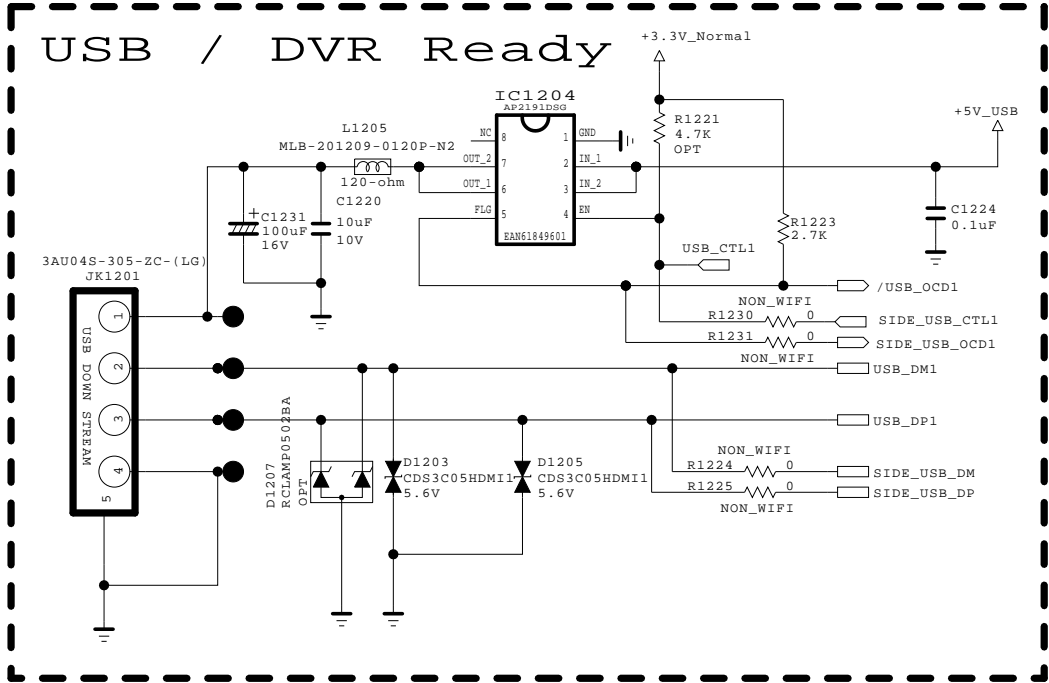 USB / DVR Ready
+3.3V_Normal
IC1204
AP2191DSG
+5V_USB
R1221
4.7K
OPT
L1205
MLB-201209-0120P-N2
120-ohm
NC
8
1
GND
OUT_2
7
2
IN_1
OUT_1
6
3
IN_2
FLG
5
4
EN
EAN61849601
C1231
100uF
16V
+
C1220
10uF
10V
R1223
2.7K
C1224
0.1uF
USB_CTL1
3AU04S-305-ZC-(LG)
JK1201
/USB_OCD1
NON_WIFI
R1230
0
SIDE_USB_CTL1
R1231
0
SIDE_USB_OCD1
NON_WIFI
1
2
3
4
5
USB DOWN STREAM
USB_DM1
USB_DP1
D1207
RCLAMP0502BA
OPT
D1203
CDS3C05HDMI1
5.6V
D1205
CDS3C05HDMI1
5.6V
NON_WIFI
R1224
0
SIDE_USB_DM
R1225
0
SIDE_USB_DP
NON_WIFI